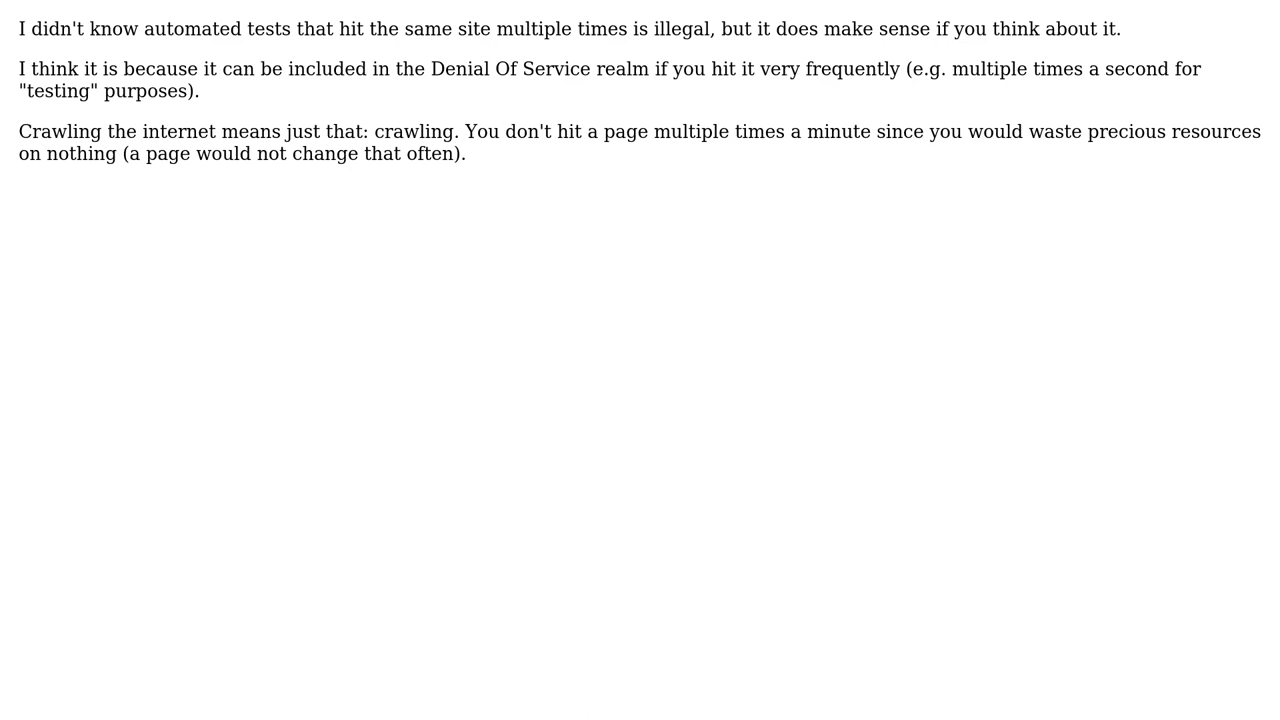 I didn't know automated tests that hit the same site multiple times is illegal, but it does make sense if you think about it.
I think it is because it can be included in the Denial Of Service realm if you hit it very frequently (e.g. multiple times a second for
"testing" purposes).
Crawling the internet means just that: crawling. You don't hit a page multiple times a minute since you would waste precious resources
on nothing (a page would not change that often).